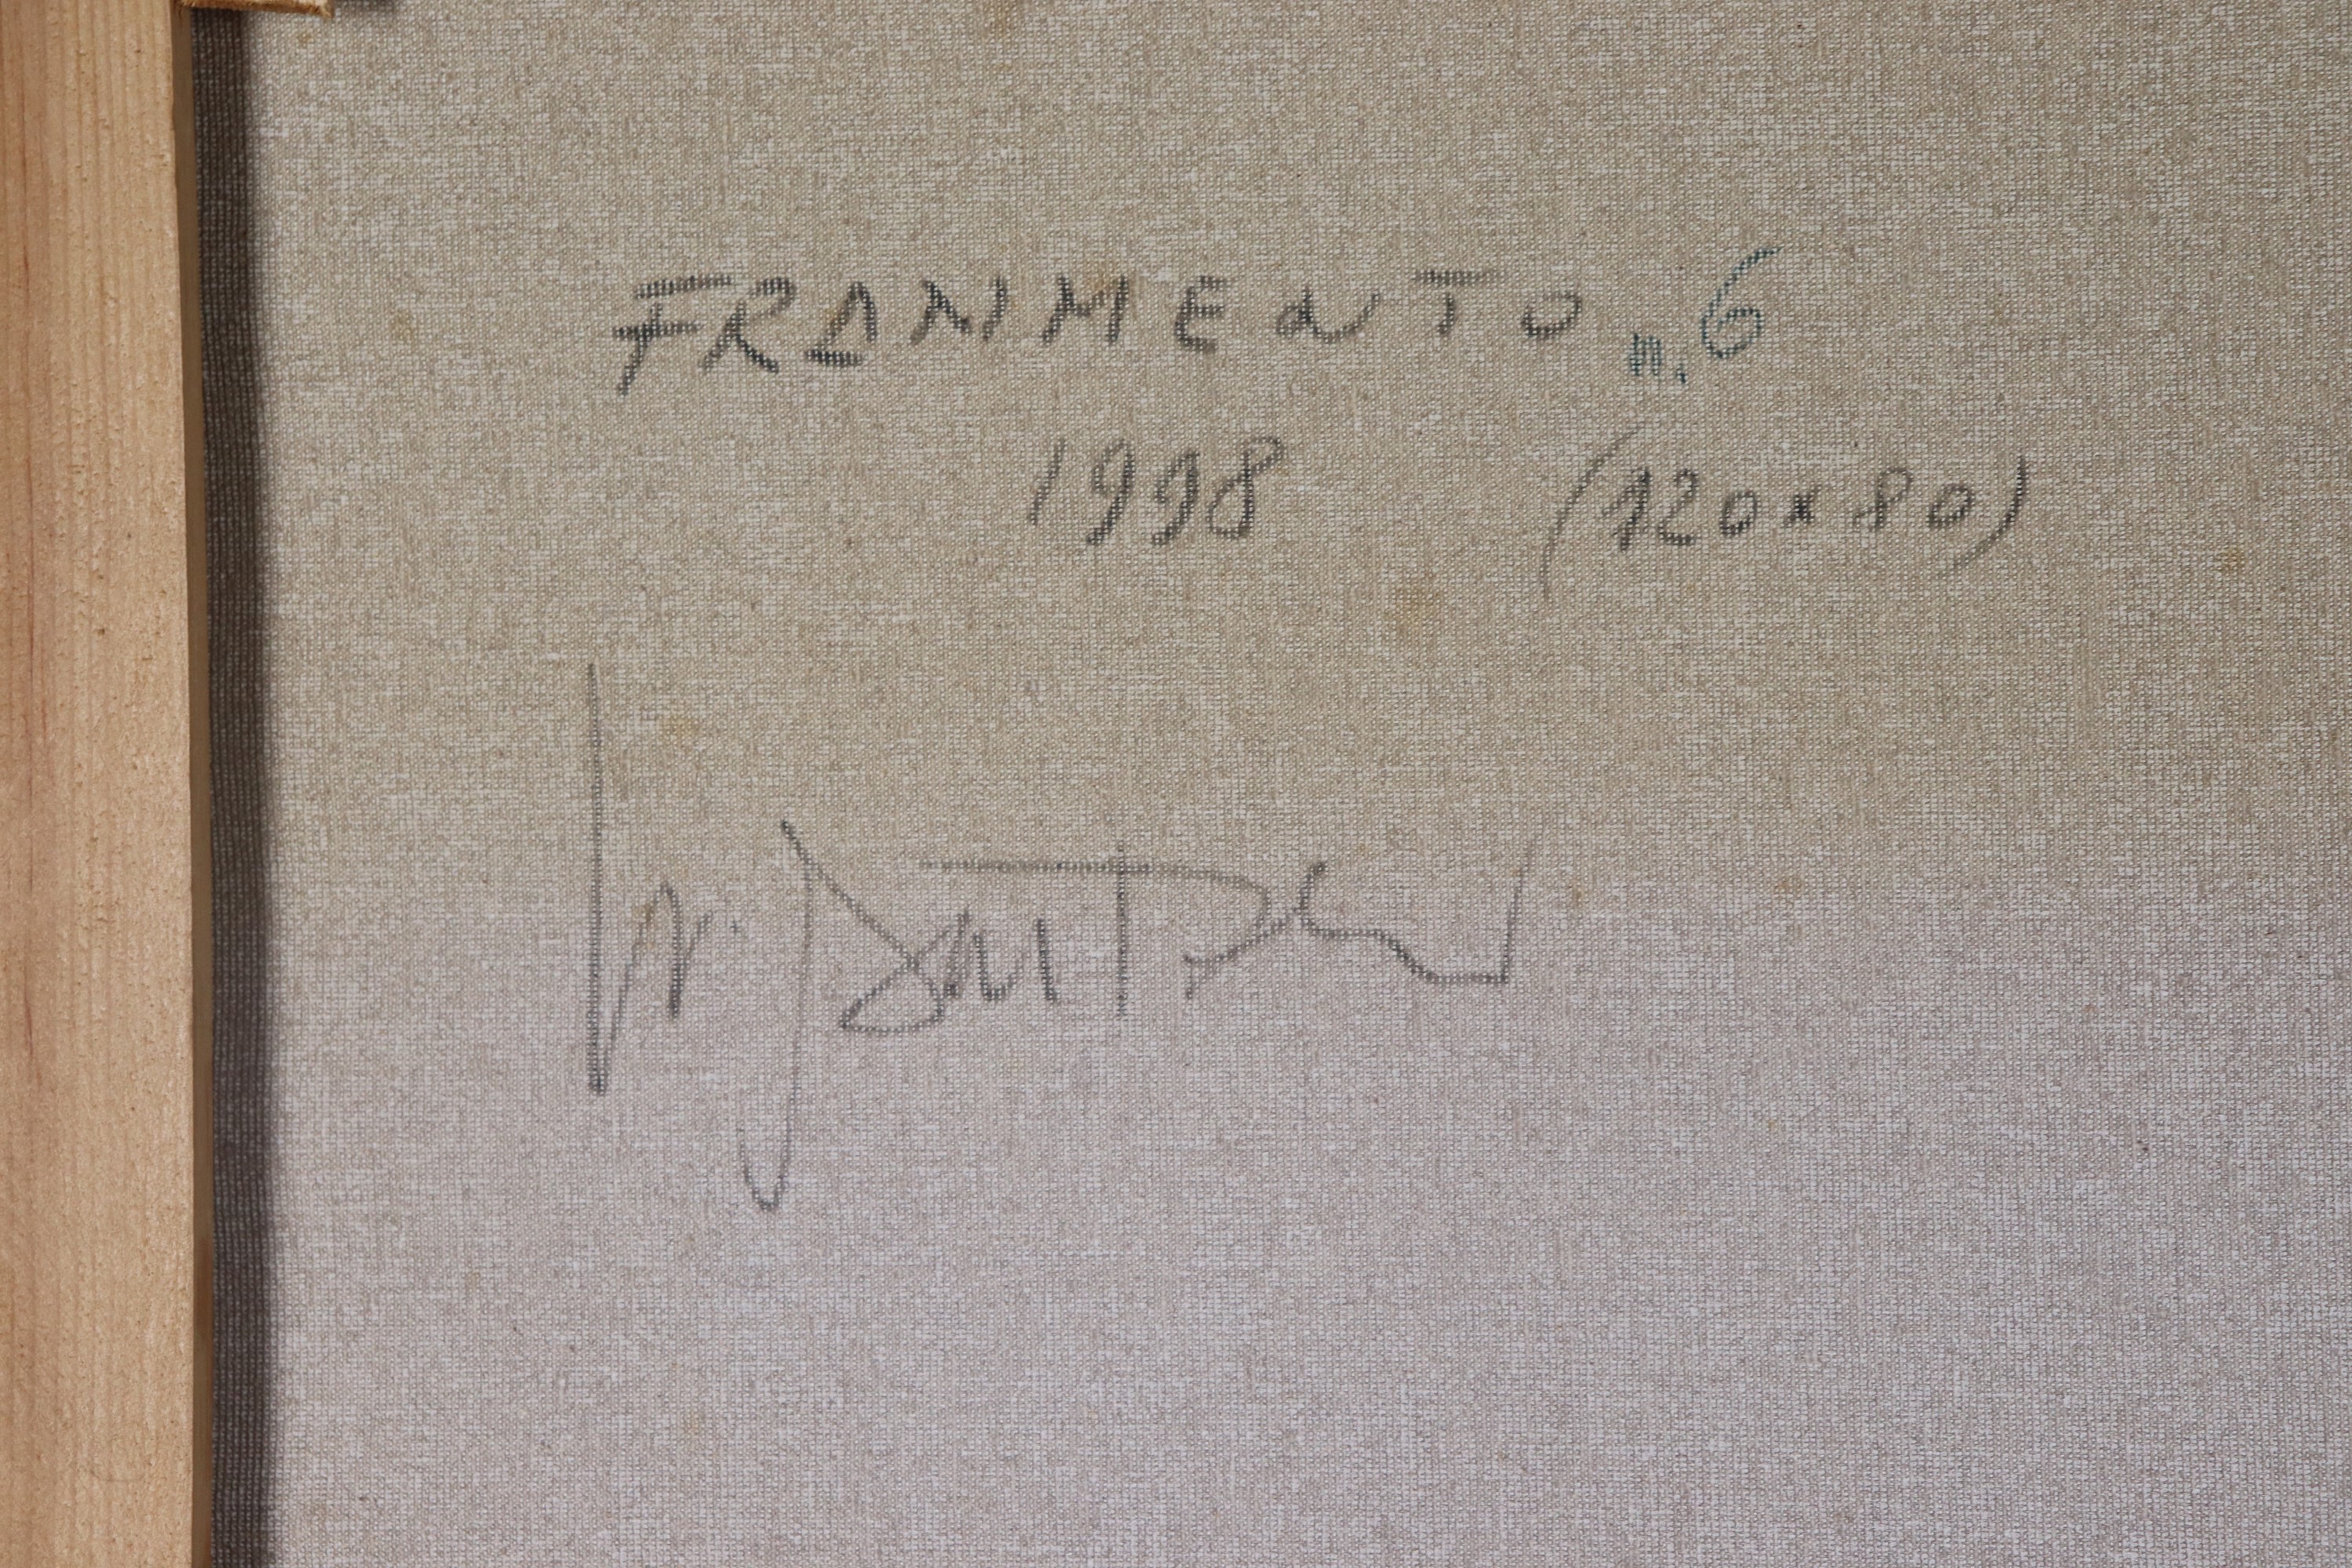 FRAMMENTO n. 6
1998 (120x80)